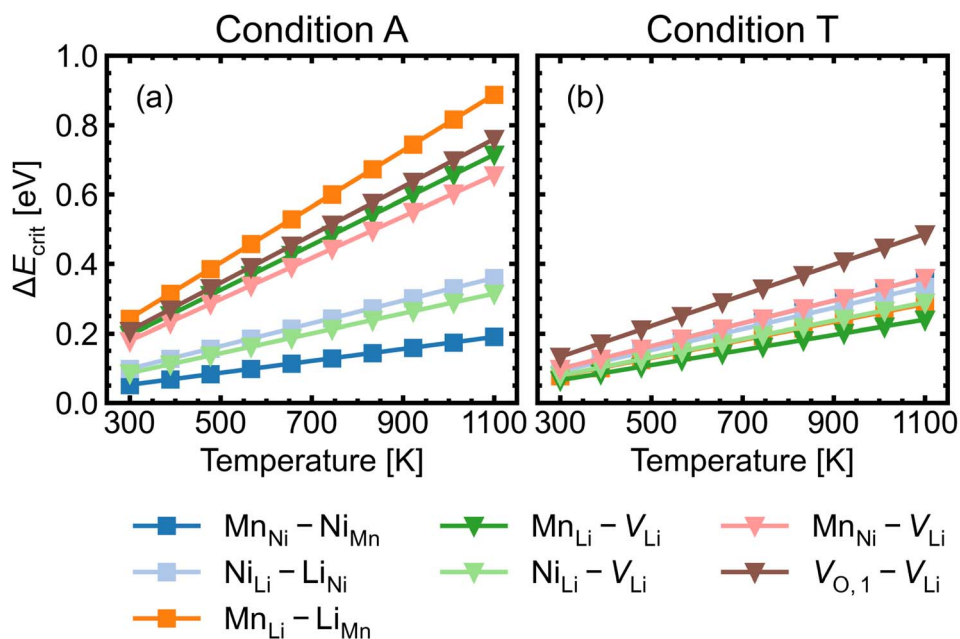 Condition A
Condition T
(a)
(b)
ΔE_crit [eV]
1.0
0.8
0.6
0.4
0.2
0.0
300 500 700 900 1100
300 500 700 900 1100
Temperature [K]
Temperature [K]
Mn_Ni − Ni_Mn
Mn_Li − V_Li
Mn_Ni − V_Li
Ni_Li − Li_Ni
Ni_Li − V_Li
V_O, 1 − V_Li
Mn_Li − Li_Mn